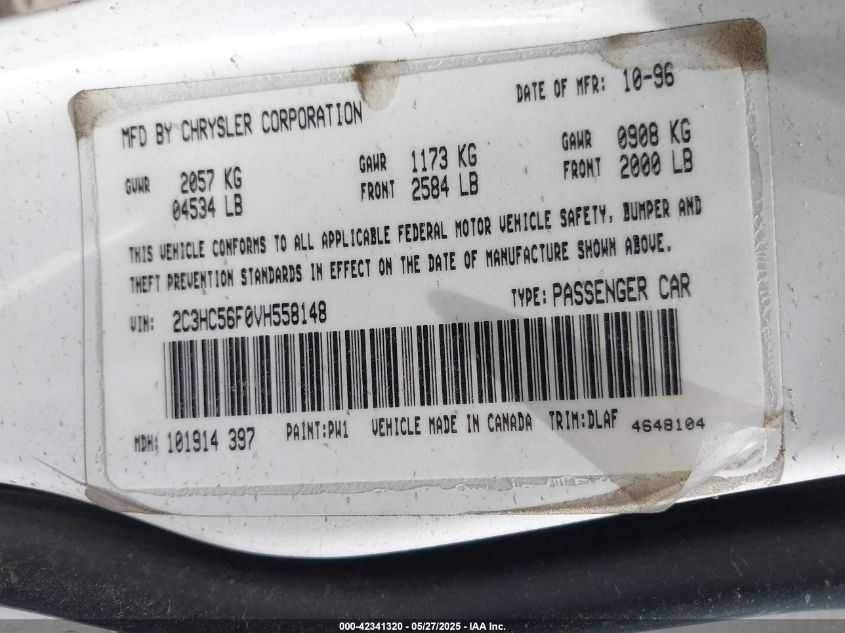 MFD BY CHRYSLER CORPORATION
DATE OF MFR: 10-96
GVWR 2057 KG
04534 LB
GAWR 1173 KG
FRONT 2584 LB
GAWR 0908 KG
FRONT 2000 LB
THIS VEHICLE CONFORMS TO ALL APPLICABLE FEDERAL MOTOR VEHICLE SAFETY, BUMPER AND
THEFT PREVENTION STANDARDS IN EFFECT ON THE DATE OF MANUFACTURE SHOWN ABOVE.
VIN: 2C3HC56F0VH558148
TYPE: PASSENGER CAR
MDH: 101914 397 PAINT:PW1 VEHICLE MADE IN CANADA TRIM:DLAF 4648104
000-42341320 - 05/27/2025 - IAA Inc.